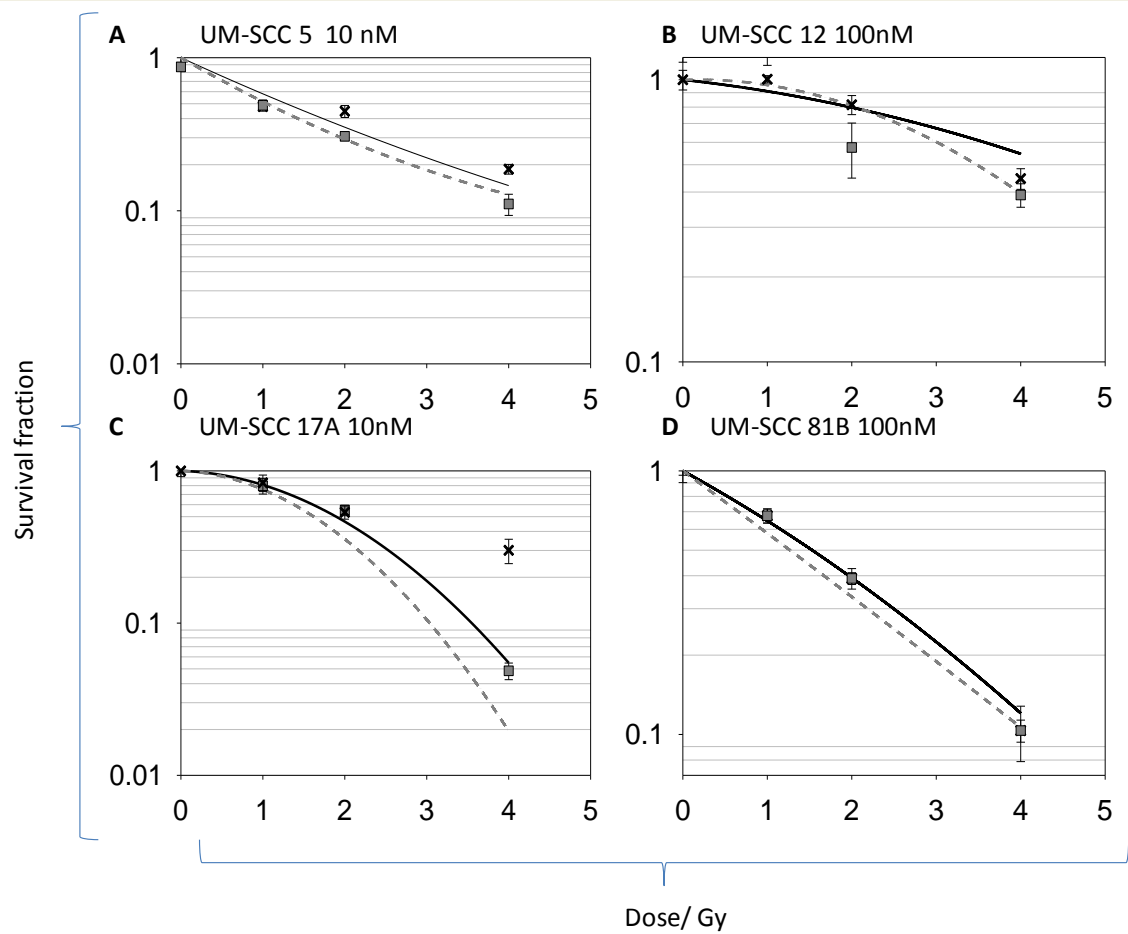 A UM-SCC 5 10 nM
B UM-SCC 12 100nM
1
0.1
0.01
0 1 2 3 4 5
1
0.1
0 1 2 3 4 5
C UM-SCC 17A 10nM
D UM-SCC 81B 100nM
1
0.1
0.01
0 1 2 3 4 5
1
0.1
0 1 2 3 4 5
Survival fraction
Dose/ Gy